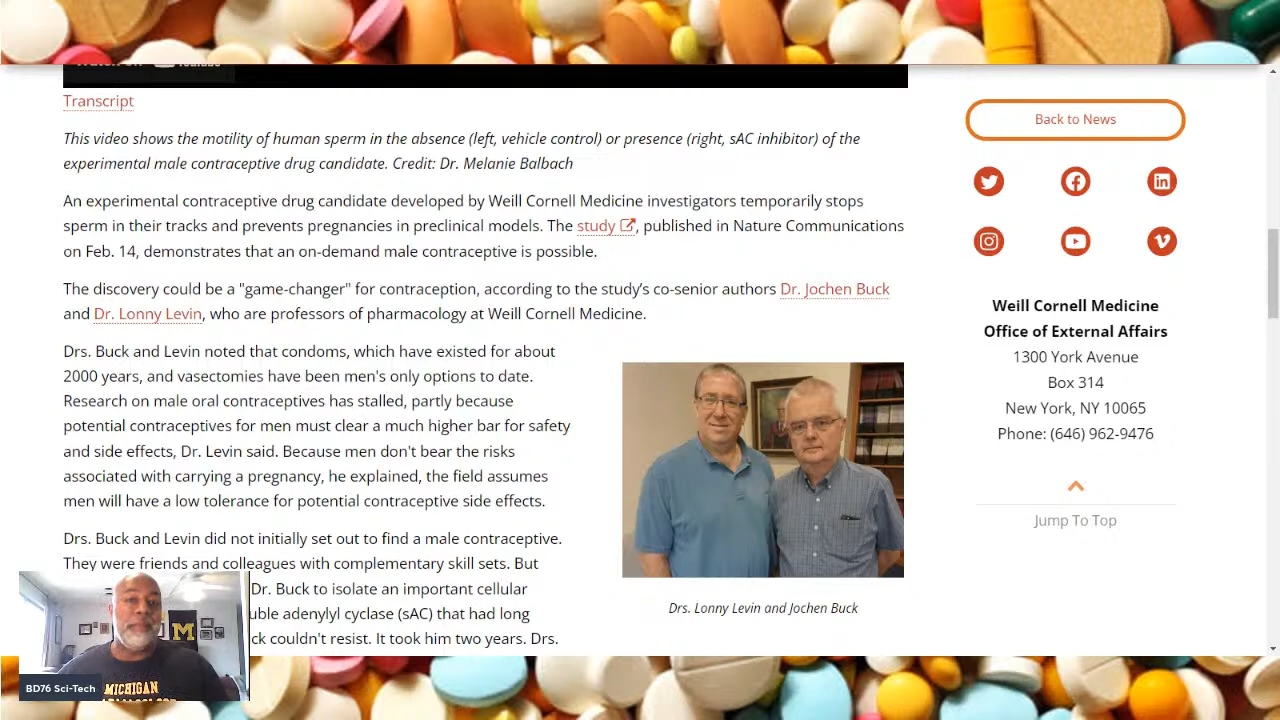 Transcript
This video shows the motility of human sperm in the absence (left, vehicle control) or presence (right, sAC inhibitor) of the
experimental male contraceptive drug candidate. Credit: Dr. Melanie Balbach
An experimental contraceptive drug candidate developed by Weill Cornell Medicine investigators temporarily stops
sperm in their tracks and prevents pregnancies in preclinical models. The study, published in Nature Communications
on Feb. 14, demonstrates that an on-demand male contraceptive is possible.
The discovery could be a "game-changer" for contraception, according to the study’s co-senior authors Dr. Jochen Buck
and Dr. Lonny Levin, who are professors of pharmacology at Weill Cornell Medicine.
Drs. Buck and Levin noted that condoms, which have existed for about
2000 years, and vasectomies have been men's only options to date.
Research on male oral contraceptives has stalled, partly because
potential contraceptives for men must clear a much higher bar for safety
and side effects, Dr. Levin said. Because men don't bear the risks
associated with carrying a pregnancy, he explained, the field assumes
men will have a low tolerance for potential contraceptive side effects.
Drs. Buck and Levin did not initially set out to find a male contraceptive.
They were friends and colleagues with complementary skill sets. But
Dr. Buck to isolate an important cellular
uble adenylyl cyclase (sAC) that had long
ck couldn't resist. It took him two years. Drs.
Drs. Lonny Levin and Jochen Buck
Back to News
Weill Cornell Medicine
Office of External Affairs
1300 York Avenue
Box 314
New York, NY 10065
Phone: (646) 962-9476
Jump To Top
M
MICHIGAN
BD76 Sci-Tech